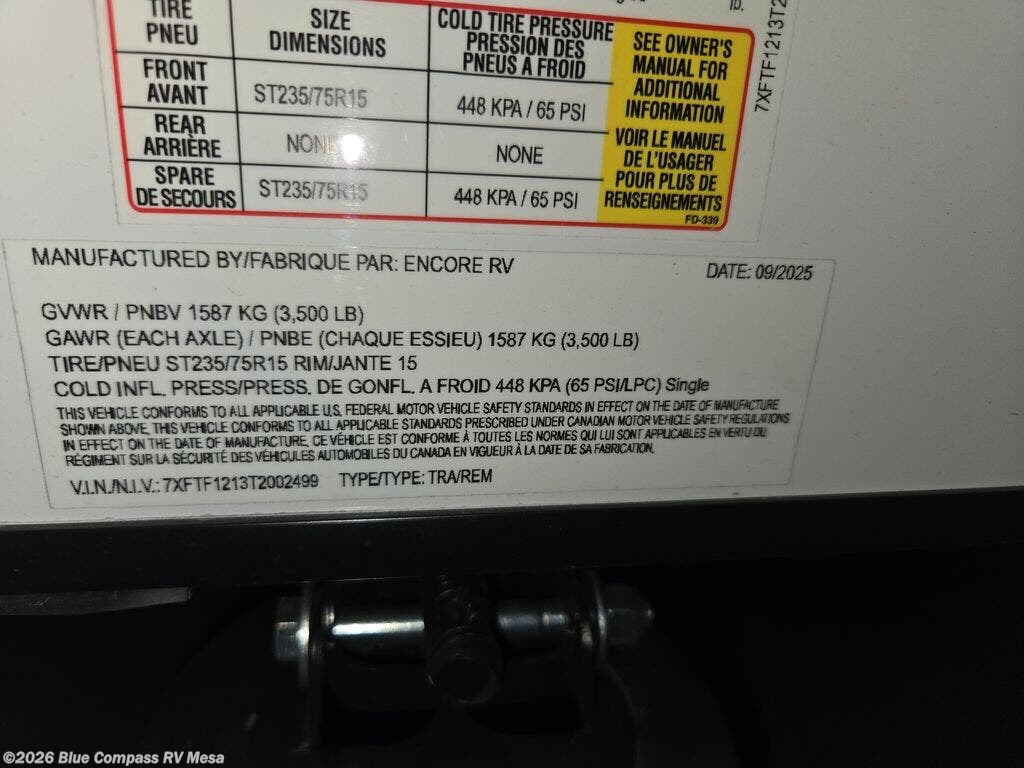 lb.
TIRE SIZE COLD TIRE PRESSURE
PNEU DIMENSIONS PRESSION DES
PNEUS A FROID
SEE OWNER'S
MANUAL FOR
ADDITIONAL
INFORMATION
VOIR LE MANUEL
DE L'USAGER
POUR PLUS DE
RENSEIGNEMENTS
FD-339
FRONT
AVANT ST235/75R15 448 KPA / 65 PSI
REAR
ARRIÈRE NONE NONE
SPARE
DE SECOURS ST235/75R15 448 KPA / 65 PSI
7XFTF1213T2
MANUFACTURED BY/FABRIQUE PAR: ENCORE RV DATE: 09/2025
GVWR / PNBV 1587 KG (3,500 LB)
GAWR (EACH AXLE) / PNBE (CHAQUE ESSIEU) 1587 KG (3,500 LB)
TIRE/PNEU ST235/75R15 RIM/JANTE 15
COLD INFL. PRESS/PRESS. DE GONFL. A FROID 448 KPA (65 PSI/LPC) Single
THIS VEHICLE CONFORMS TO ALL APPLICABLE U.S. FEDERAL MOTOR VEHICLE SAFETY STANDARDS IN EFFECT ON THE DATE OF MANUFACTURE
SHOWN ABOVE. THIS VEHICLE CONFORMS TO ALL APPLICABLE STANDARDS PRESCRIBED UNDER CANADIAN MOTOR VEHICLE SAFETY REGULATIONS
IN EFFECT ON THE DATE OF MANUFACTURE. CE VÉHICLE EST CONFORME À TOUTES LES NORMES QUI LUI SONT APPLICABLES EN VERTU DU
RÉGIMENT SUR LA SÉCURITÉ DES VÉHICULES AUTOMOBILES DU CANADA EN VIGUEUR À LA DATE DE SA FABRICATION.
V.I.N./N.I.V.: 7XFTF1213T2002499 TYPE/TYPE: TRA/REM
©2026 Blue Compass RV Mesa